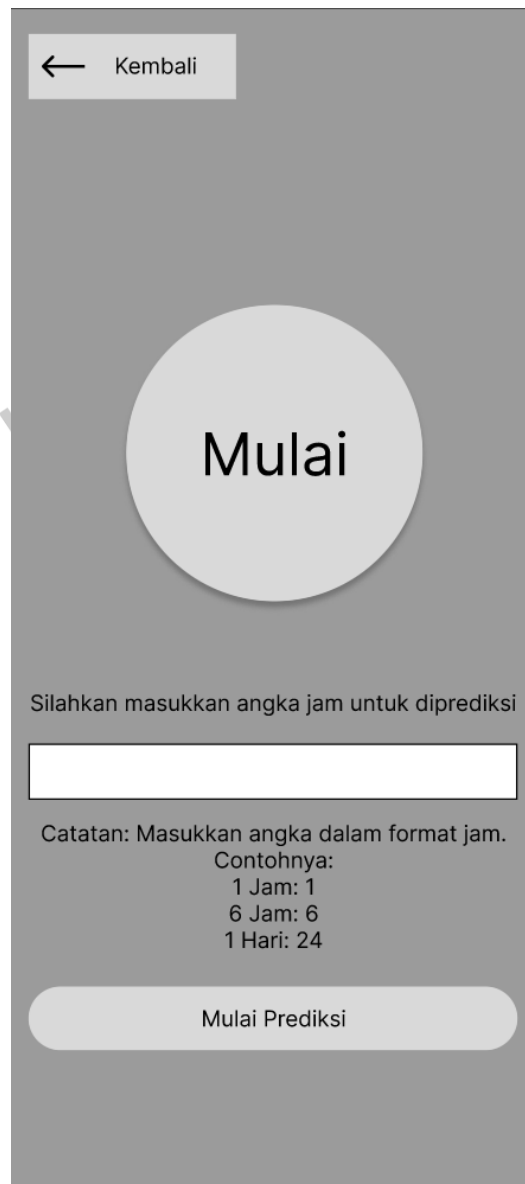 Kembali
Mulai
Silahkan masukkan angka jam untuk diprediksi
Catatan: Masukkan angka dalam format jam.
Contohnya:
1 Jam: 1
6 Jam: 6
1 Hari: 24
Mulai Prediksi